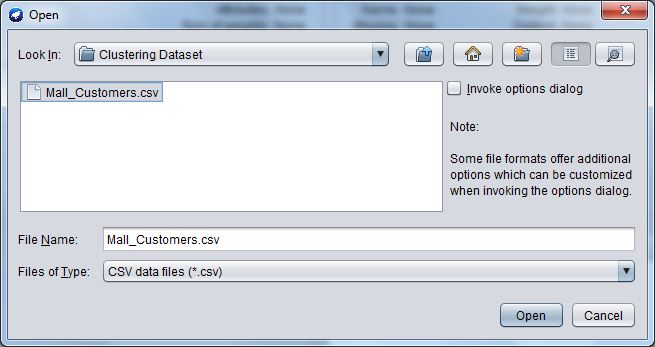 Open
Look In: Clustering Dataset
Mall_Customers.csv
Invoke options dialog
Note:
Some file formats offer additional
options which can be customized
when invoking the options dialog.
File Name: Mall_Customers.csv
Files of Type: CSV data files (*.csv)
Open Cancel